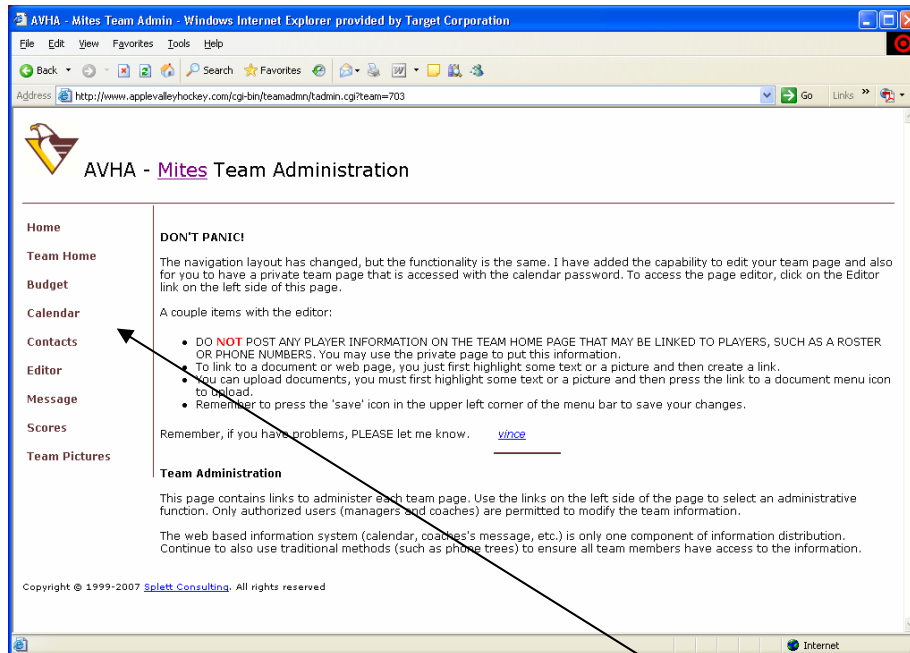 AVHA - Mites Team Admin - Windows Internet Explorer provided by Target Corporation
File Edit View Favorites Tools Help
Back Search Favorites
Address http://www.applevalleyhockey.com/cgi-bin/teamadmn/tadmin.cgi?team=703 Go Links »
AVHA - Mites Team Administration
Home
Team Home
Budget
Calendar
Contacts
Editor
Message
Scores
Team Pictures
DON'T PANIC!
The navigation layout has changed, but the functionality is the same. I have added the capability to edit your team page and also
for you to have a private team page that is accessed with the calendar password. To access the page editor, click on the Editor
link on the left side of this page.
A couple items with the editor:
• DO NOT POST ANY PLAYER INFORMATION ON THE TEAM HOME PAGE THAT MAY BE LINKED TO PLAYERS, SUCH AS A ROSTER
OR PHONE NUMBERS. You may use the private page to put this information.
• To link to a document or web page, you just first highlight some text or a picture and then create a link.
• You can upload documents, you must first highlight some text or a picture and then press the link to a document menu icon
to upload.
• Remember to press the 'save' icon in the upper left corner of the menu bar to save your changes.
Remember, if you have problems, PLEASE let me know. vince
Team Administration
This page contains links to administer each team page. Use the links on the left side of the page to select an administrative
function. Only authorized users (managers and coaches) are permitted to modify the team information.
The web based information system (calendar, coaches's message, etc.) is only one component of information distribution.
Continue to also use traditional methods (such as phone trees) to ensure all team members have access to the information.
Copyright © 1999-2007 Splett Consulting. All rights reserved
Internet